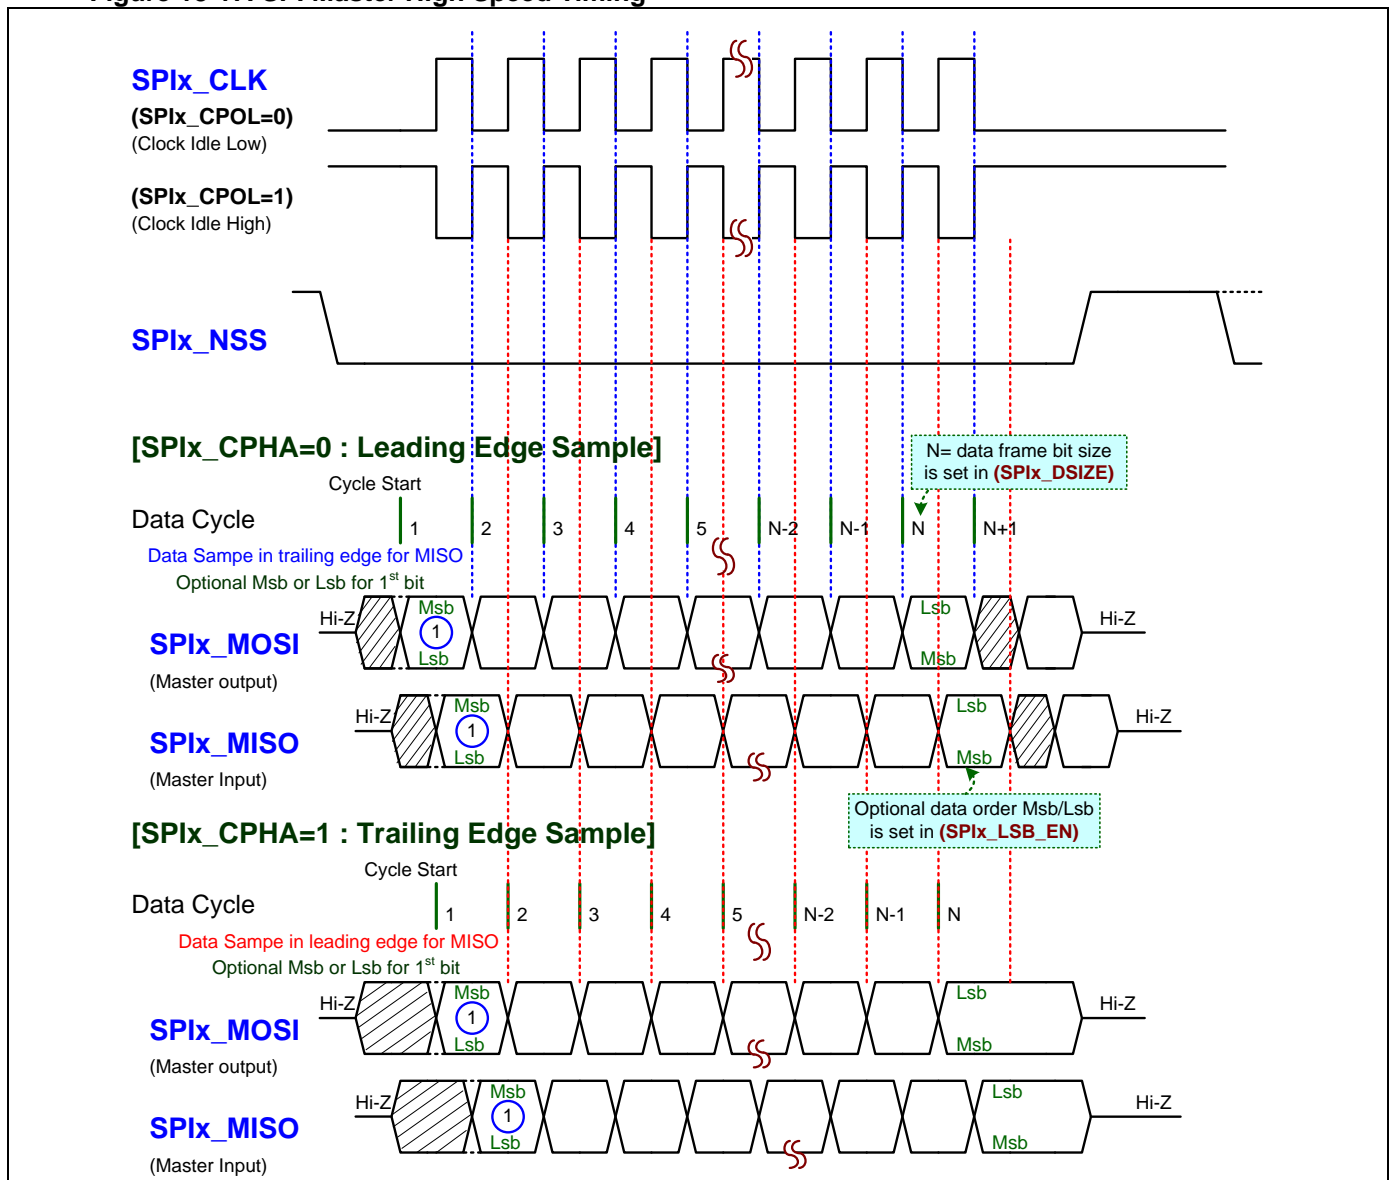 SPIx_CLK
(SPIx_CPOL=0)
(Clock Idle Low)
(SPIx_CPOL=1)
(Clock Idle High)
SPIx_NSS
[SPIx_CPHA=0 : Leading Edge Sample]
N= data frame bit size
is set in (SPIx_DSIZE)
Cycle Start
Data Cycle
1 2 3 4 5 N-2 N-1 N N+1
Data Sampe in trailing edge for MISO
Optional Msb or Lsb for 1st bit
Hi-Z Msb Lsb Hi-Z
SPIx_MOSI
1
Lsb Msb
(Master output)
Hi-Z Msb Lsb Hi-Z
SPIx_MISO
1
Lsb Msb
(Master Input)
Optional data order Msb/Lsb
is set in (SPIx_LSB_EN)
[SPIx_CPHA=1 : Trailing Edge Sample]
Cycle Start
Data Cycle
1 2 3 4 5 N-2 N-1 N
Data Sampe in leading edge for MISO
Optional Msb or Lsb for 1st bit
Hi-Z Msb Lsb Hi-Z
SPIx_MOSI
1
Lsb Msb
(Master output)
Hi-Z Msb Lsb Hi-Z
SPIx_MISO
1
Lsb Msb
(Master Input)